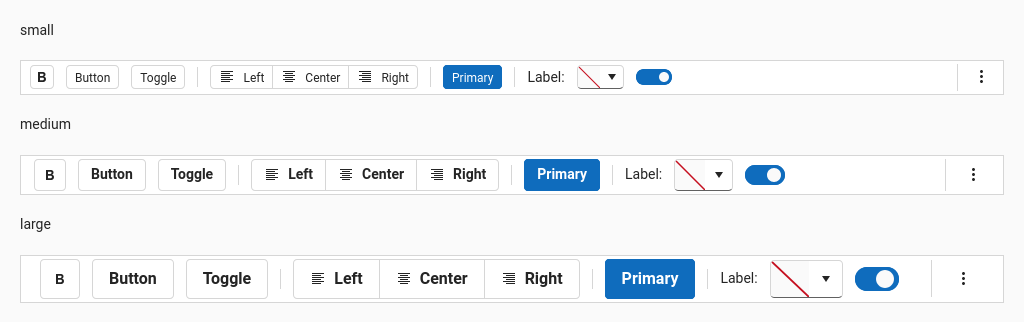 small
B Button Toggle Left Center Right Primary Label:
medium
B Button Toggle Left Center Right Primary Label:
large
B Button Toggle Left Center Right Primary Label: